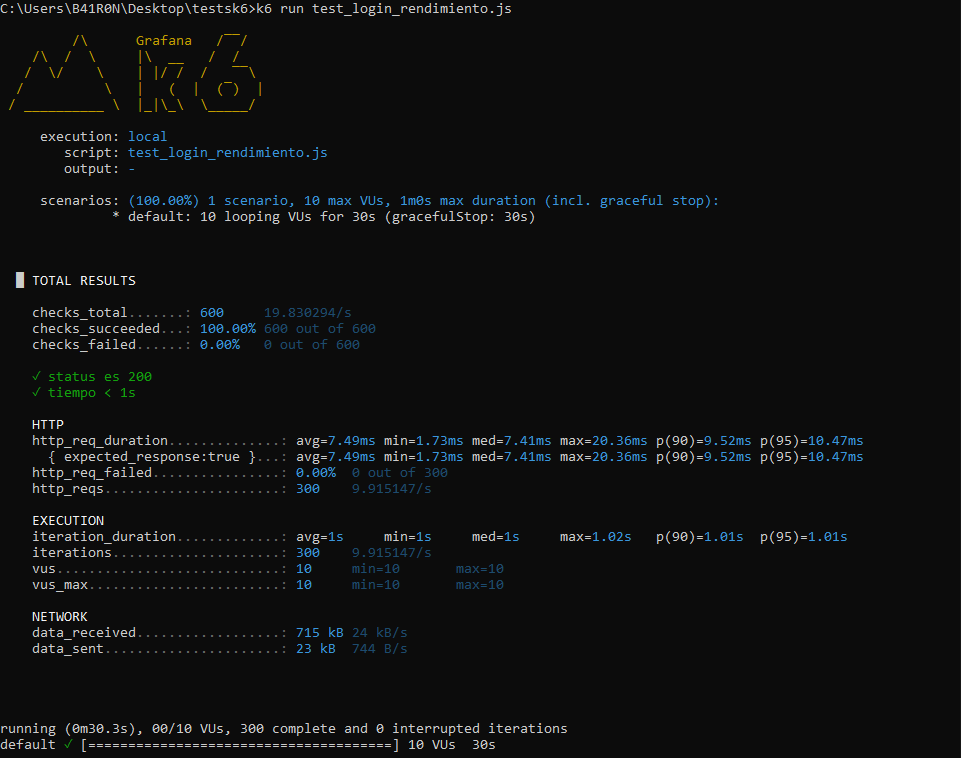 C:\Users\B41R0N\Desktop\testsk6>k6 run test_login_rendimiento.js
Grafana
k6
execution: local
script: test_login_rendimiento.js
output: -
scenarios: (100.00%) 1 scenario, 10 max VUs, 1m0s max duration (incl. graceful stop):
* default: 10 looping VUs for 30s (gracefulStop: 30s)
█ TOTAL RESULTS
checks_total.......: 600     19.830294/s
checks_succeeded...: 100.00% 600 out of 600
checks_failed......: 0.00%   0 out of 600
✓ status es 200
✓ tiempo < 1s
HTTP
http_req_duration..............: avg=7.49ms min=1.73ms med=7.41ms max=20.36ms p(90)=9.52ms p(95)=10.47ms
{ expected_response:true }...: avg=7.49ms min=1.73ms med=7.41ms max=20.36ms p(90)=9.52ms p(95)=10.47ms
http_req_failed................: 0.00%  0 out of 300
http_reqs......................: 300    9.915147/s
EXECUTION
iteration_duration.............: avg=1s     min=1s     med=1s     max=1.02s   p(90)=1.01s  p(95)=1.01s
iterations.....................: 300    9.915147/s
vus............................: 10     min=10       max=10
vus_max........................: 10     min=10       max=10
NETWORK
data_received..................: 715 kB 24 kB/s
data_sent......................: 23 kB  744 B/s
running (0m30.3s), 00/10 VUs, 300 complete and 0 interrupted iterations
default ✓ [======================================] 10 VUs  30s